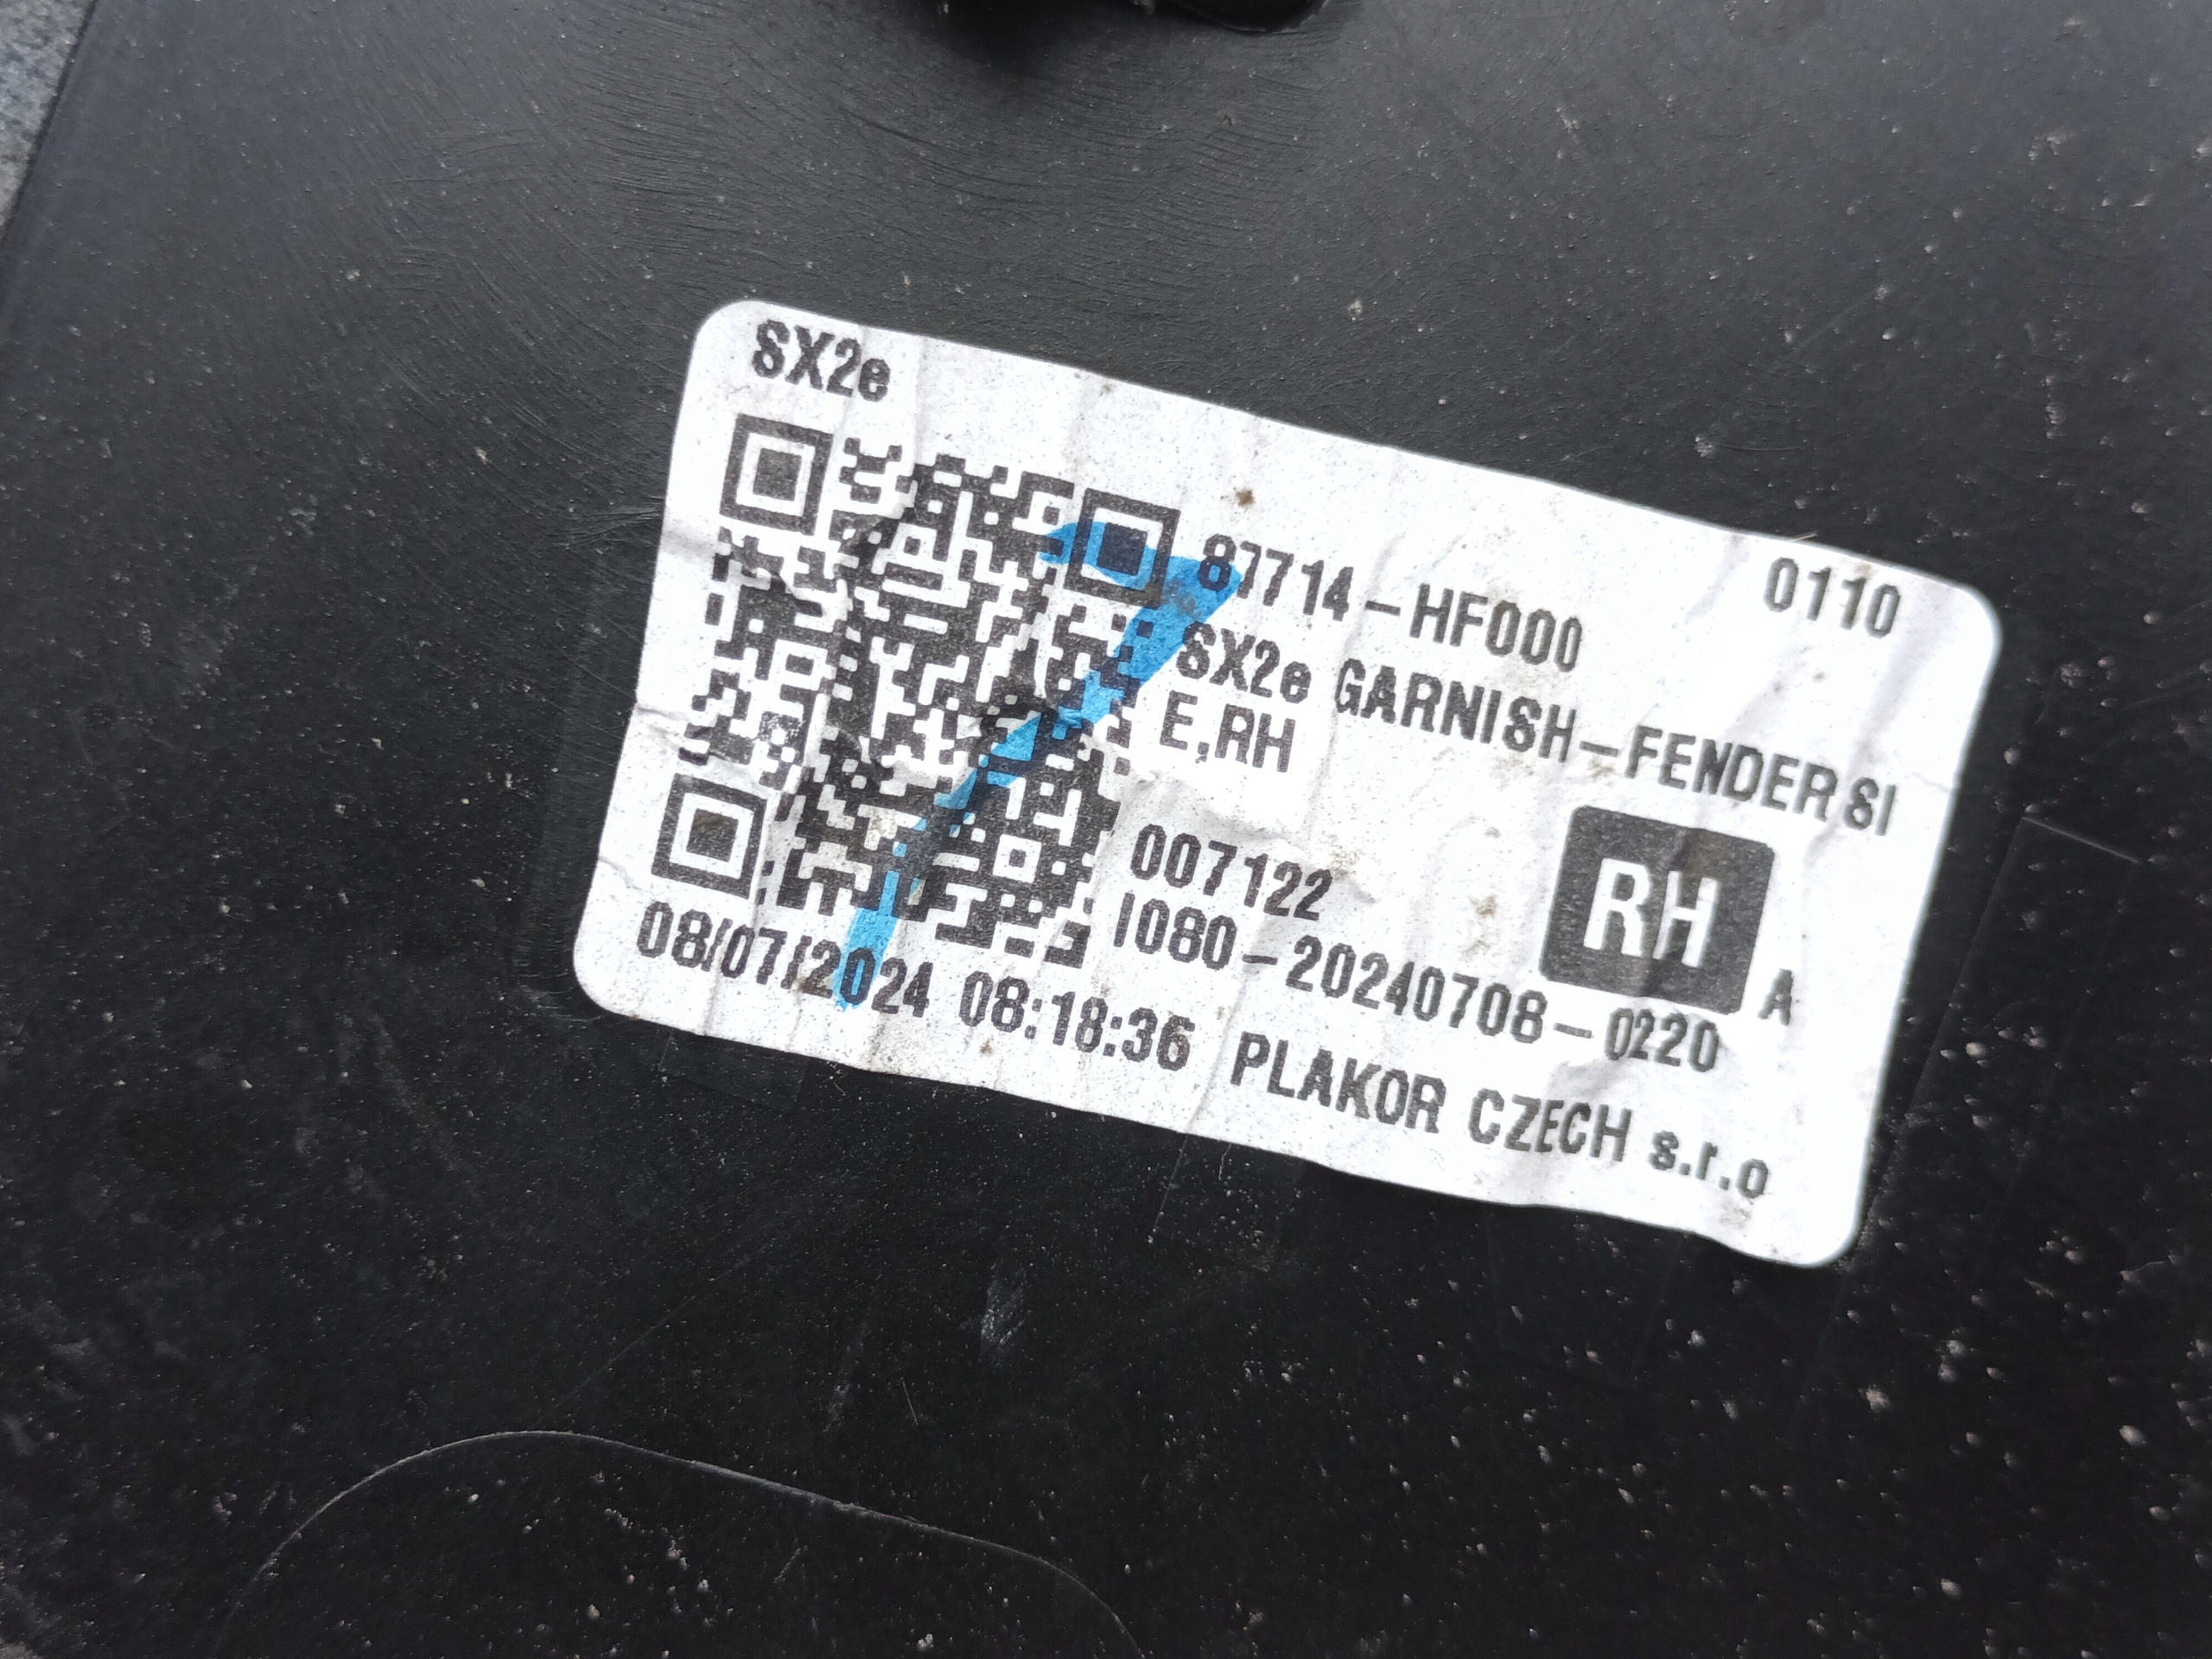 SX2e
87714-HF000 0110
SX2e GARNISH-FENDER SI
E,RH
007122
RH
I080-20240708-0220 A
08/07/2024 08:18:36 PLAKOR CZECH s.r.o